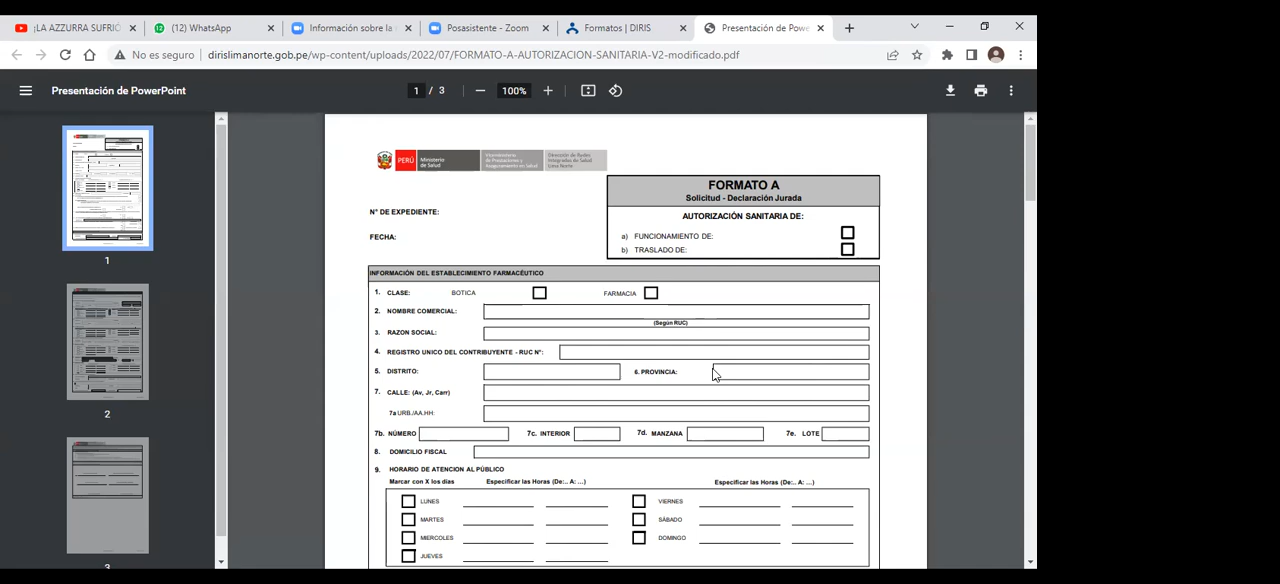 ¡LA AZZURRA SUFRIÓ
(12) WhatsApp
Información sobre la
Posasistente - Zoom
Formatos | DIRIS
Presentación de Powe
No es seguro
dirislimanorte.gob.pe/wp-content/uploads/2022/07/FORMATO-A-AUTORIZACION-SANITARIA-V2-modificado.pdf
Presentación de PowerPoint
1 / 3
100%
1
2
3
PERÚ
Ministerio de Salud
Viceministerio de Prestaciones y Aseguramiento en Salud
Dirección de Redes Integradas de Salud Lima Norte
FORMATO A
Solicitud - Declaración Jurada
N° DE EXPEDIENTE:
AUTORIZACIÓN SANITARIA DE:
FECHA:
a) FUNCIONAMIENTO DE:
b) TRASLADO DE:
INFORMACIÓN DEL ESTABLECIMIENTO FARMACÉUTICO
1. CLASE: BOTICA FARMACIA
2. NOMBRE COMERCIAL:
(Según RUC)
3. RAZON SOCIAL:
4. REGISTRO UNICO DEL CONTRIBUYENTE - RUC N°:
5. DISTRITO: 6. PROVINCIA:
7. CALLE: (Av, Jr, Carr)
7a URB./AA.HH:
7b. NÚMERO 7c. INTERIOR 7d. MANZANA 7e. LOTE
8. DOMICILIO FISCAL
9. HORARIO DE ATENCION AL PÚBLICO
Marcar con X los días Especificar las Horas (De:.. A: ...) Especificar las Horas (De:.. A: ...)
LUNES VIERNES
MARTES SÁBADO
MIERCOLES DOMINGO
JUEVES